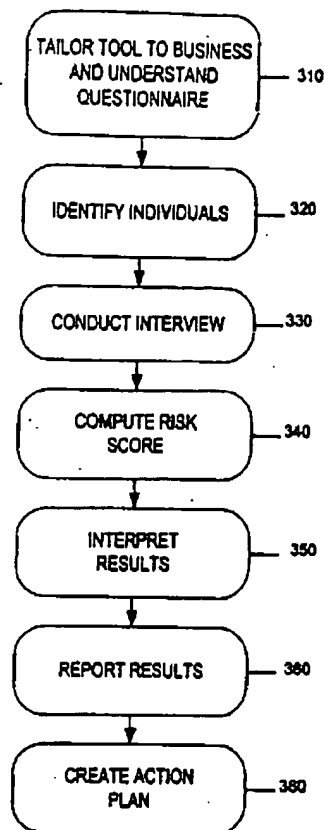 TAILOR TOOL TO BUSINESS
AND UNDERSTAND
QUESTIONNAIRE
310
IDENTIFY INDIVIDUALS
320
CONDUCT INTERVIEW
330
COMPUTE RISK
SCORE
340
INTERPRET
RESULTS
350
REPORT RESULTS
360
CREATE ACTION
PLAN
380